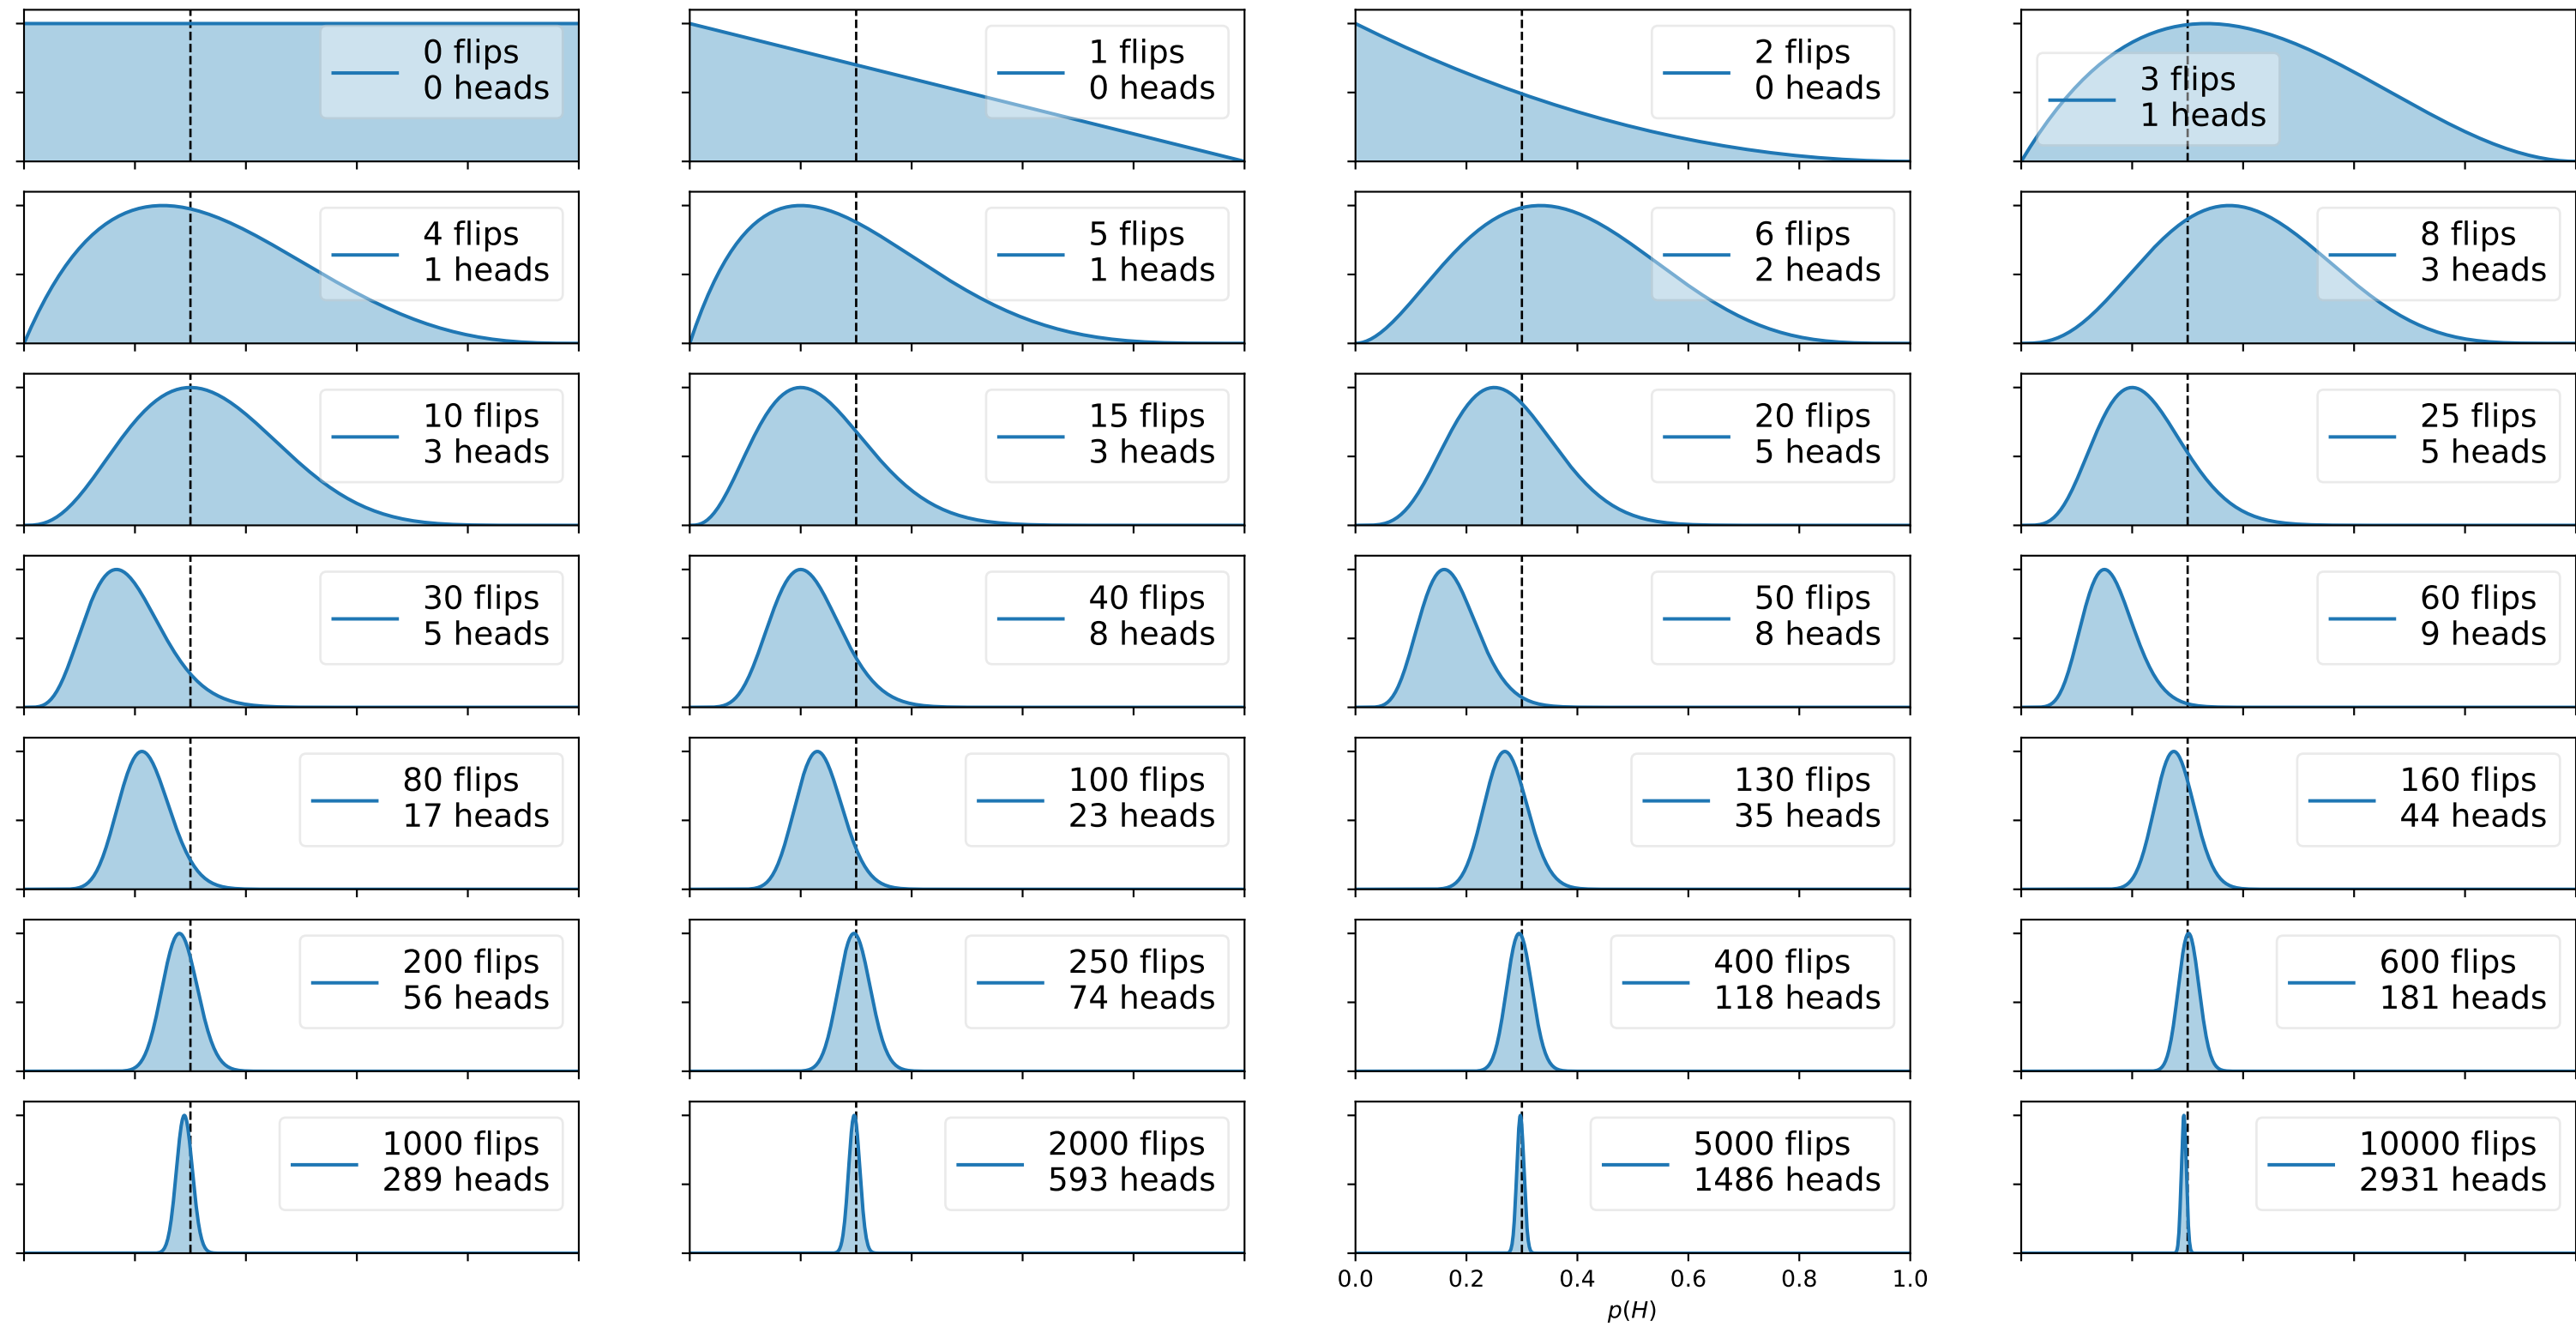 0 flips
0 heads
1 flips
0 heads
2 flips
0 heads
3 flips
1 heads
4 flips
1 heads
5 flips
1 heads
6 flips
2 heads
8 flips
3 heads
10 flips
3 heads
15 flips
3 heads
20 flips
5 heads
25 flips
5 heads
30 flips
5 heads
40 flips
8 heads
50 flips
8 heads
60 flips
9 heads
80 flips
17 heads
100 flips
23 heads
130 flips
35 heads
160 flips
44 heads
200 flips
56 heads
250 flips
74 heads
400 flips
118 heads
600 flips
181 heads
1000 flips
289 heads
2000 flips
593 heads
5000 flips
1486 heads
10000 flips
2931 heads
0.0 0.2 0.4 0.6 0.8 1.0
p(H)